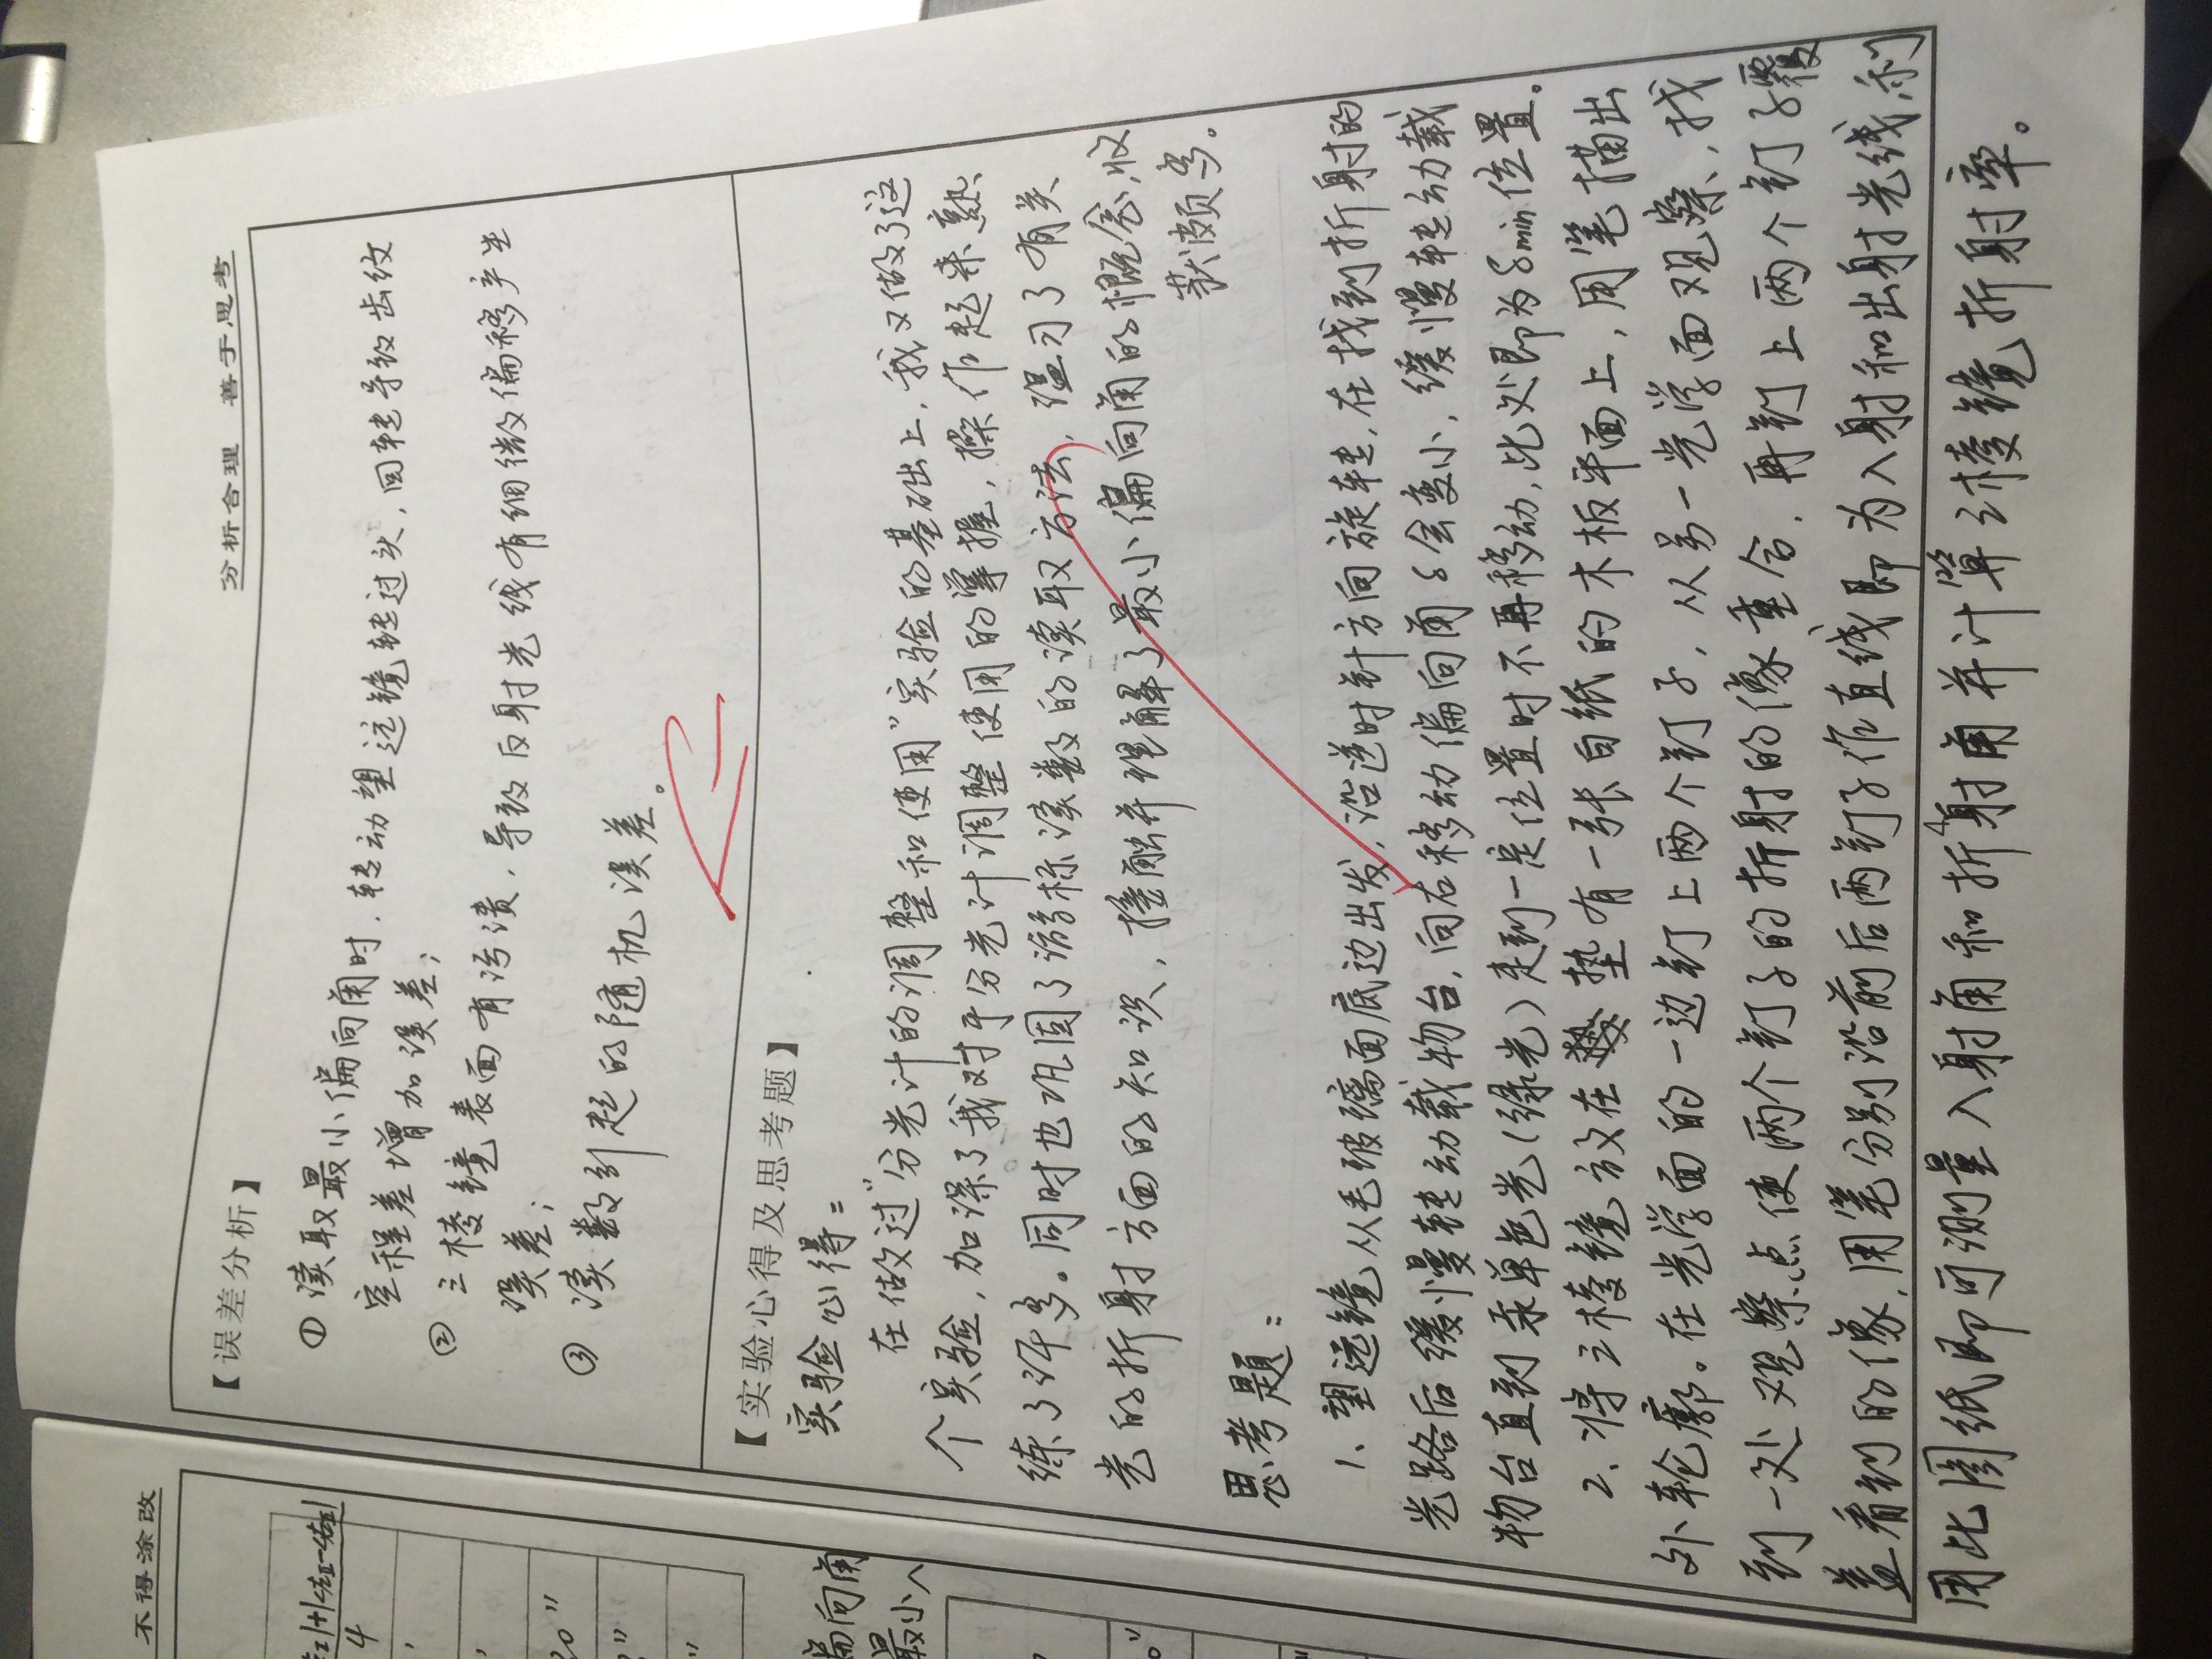 不得涂改
4
30"
偏向角
最小
分析合理 善于思考
【误差分析】
① 读取最小偏向角时，转动望远镜转过头，回转导致齿纹
空程差增加误差；
② 三棱镜表面有污渍，导致反射光线有细微偏移产生
误差；
③ 读数引起的随机误差。
【实验心得及思考题】
实验心得：
在做过"分光计的调整和使用"实验的基础上，我又做了这
个实验，加深了我对于分光计调整使用的掌握，操作起来熟
练了许多。同时也巩固了游标读数的读取方法，温习了有关
光的折射方面的知识，接触并理解了最小偏向角的概念，收
获颇多。
思考题：
1、望远镜从毛玻璃面底边出发，沿逆时针方向旋转，在找到折射的
光路后缓慢转动载物台，向右移动偏向角δ会变小，缓慢转动载
物台直到汞单色光（绿光）走到一定位置时不再移动，此处即为δmin位置。
2、将三棱镜放在垫有一张白纸的木板平面上，用笔描出
外轮廓。在光学面的一边钉上两个钉子，从另一光学面观察，找
到一处观察点使两个钉子的折射的像重合，再钉上两个钉子覆
盖看到的像，用笔分别沿前后两钉子作直线即为入射和出射光线，利
用此图纸即可测量入射角和折射角并计算三棱镜折射率。
4